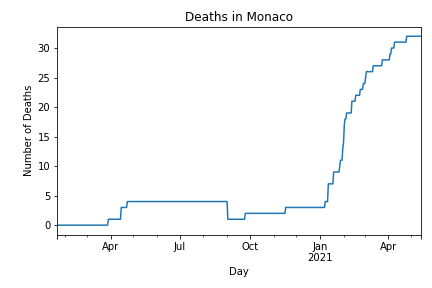 Deaths in Monaco
Number of Deaths
30
25
20
15
10
5
0
Apr
Jul
Oct
Jan
2021
Apr
Day